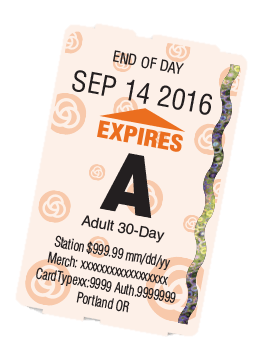 END OF DAY
SEP 14 2016
EXPIRES
A
Adult 30-Day
Station $999.99 mm/dd/yy
Merch: xxxxxxxxxxxxxxxxxx
CardTypexx:9999 Auth.9999999
Portland OR